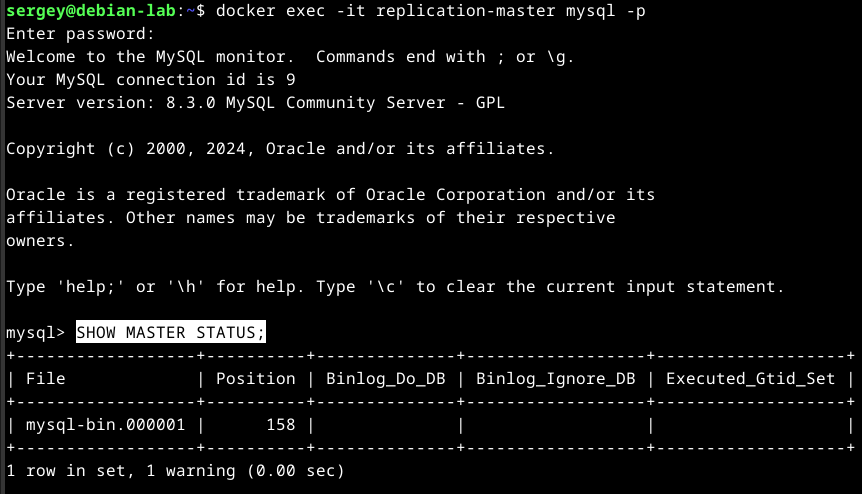 sergey@debian-lab:~$ docker exec -it replication-master mysql -p
Enter password:
Welcome to the MySQL monitor.  Commands end with ; or \g.
Your MySQL connection id is 9
Server version: 8.3.0 MySQL Community Server - GPL

Copyright (c) 2000, 2024, Oracle and/or its affiliates.

Oracle is a registered trademark of Oracle Corporation and/or its
affiliates. Other names may be trademarks of their respective
owners.

Type 'help;' or '\h' for help. Type '\c' to clear the current input statement.

mysql> SHOW MASTER STATUS;
+------------------+----------+--------------+------------------+-------------------+
| File             | Position | Binlog_Do_DB | Binlog_Ignore_DB | Executed_Gtid_Set |
+------------------+----------+--------------+------------------+-------------------+
| mysql-bin.000001 |      158 |              |                  |                   |
+------------------+----------+--------------+------------------+-------------------+
1 row in set, 1 warning (0.00 sec)